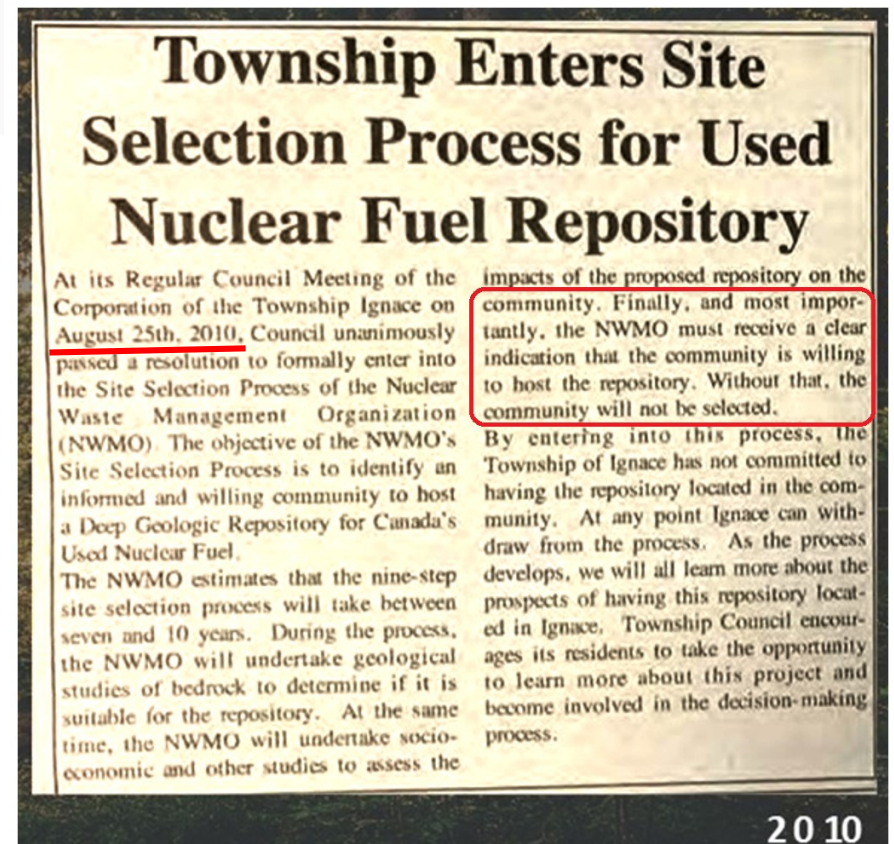 Township Enters Site
Selection Process for Used
Nuclear Fuel Repository
At its Regular Council Meeting of the
Corporation of the Township Ignace on
August 25th, 2010, Council unanimously
passed a resolution to formally enter into
the Site Selection Process of the Nuclear
Waste Management Organization
(NWMO). The objective of the NWMO's
Site Selection Process is to identify an
informed and willing community to host
a Deep Geologic Repository for Canada's
Used Nuclear Fuel.
The NWMO estimates that the nine-step
site selection process will take between
seven and 10 years. During the process,
the NWMO will undertake geological
studies of bedrock to determine if it is
suitable for the repository. At the same
time, the NWMO will undertake socio-
economic and other studies to assess the
impacts of the proposed repository on the
community. Finally, and most impor-
tantly, the NWMO must receive a clear
indication that the community is willing
to host the repository. Without that, the
community will not be selected.
By entering into this process, the
Township of Ignace has not committed to
having the repository located in the com-
munity. At any point Ignace can with-
draw from the process. As the process
develops, we will all learn more about the
prospects of having this repository locat-
ed in Ignace. Township Council encour-
ages its residents to take the opportunity
to learn more about this project and
become involved in the decision-making
process.
2010